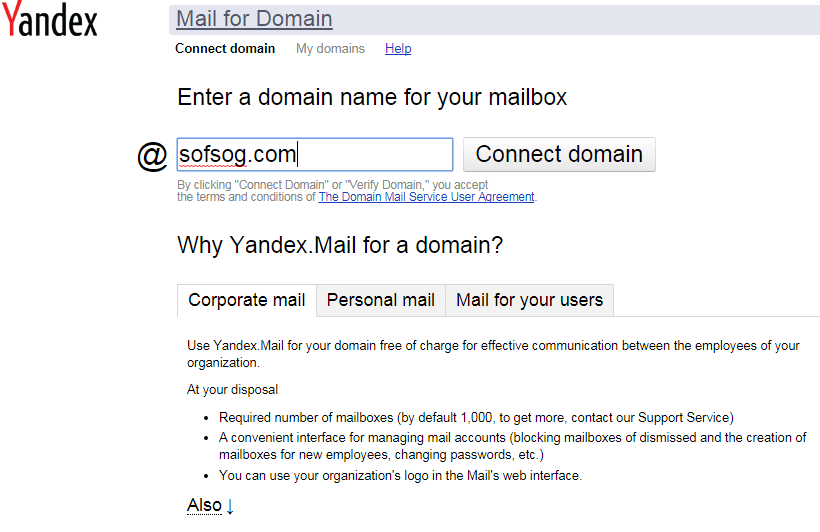 Yandex
Mail for Domain
Connect domain My domains Help
Enter a domain name for your mailbox
@ sofsog.com Connect domain
By clicking "Connect Domain" or "Verify Domain," you accept
the terms and conditions of The Domain Mail Service User Agreement.
Why Yandex.Mail for a domain?
Corporate mail Personal mail Mail for your users
Use Yandex.Mail for your domain free of charge for effective communication between the employees of your
organization.
At your disposal
• Required number of mailboxes (by default 1,000, to get more, contact our Support Service)
• A convenient interface for managing mail accounts (blocking mailboxes of dismissed and the creation of
mailboxes for new employees, changing passwords, etc.)
• You can use your organization's logo in the Mail's web interface.
Also ↓